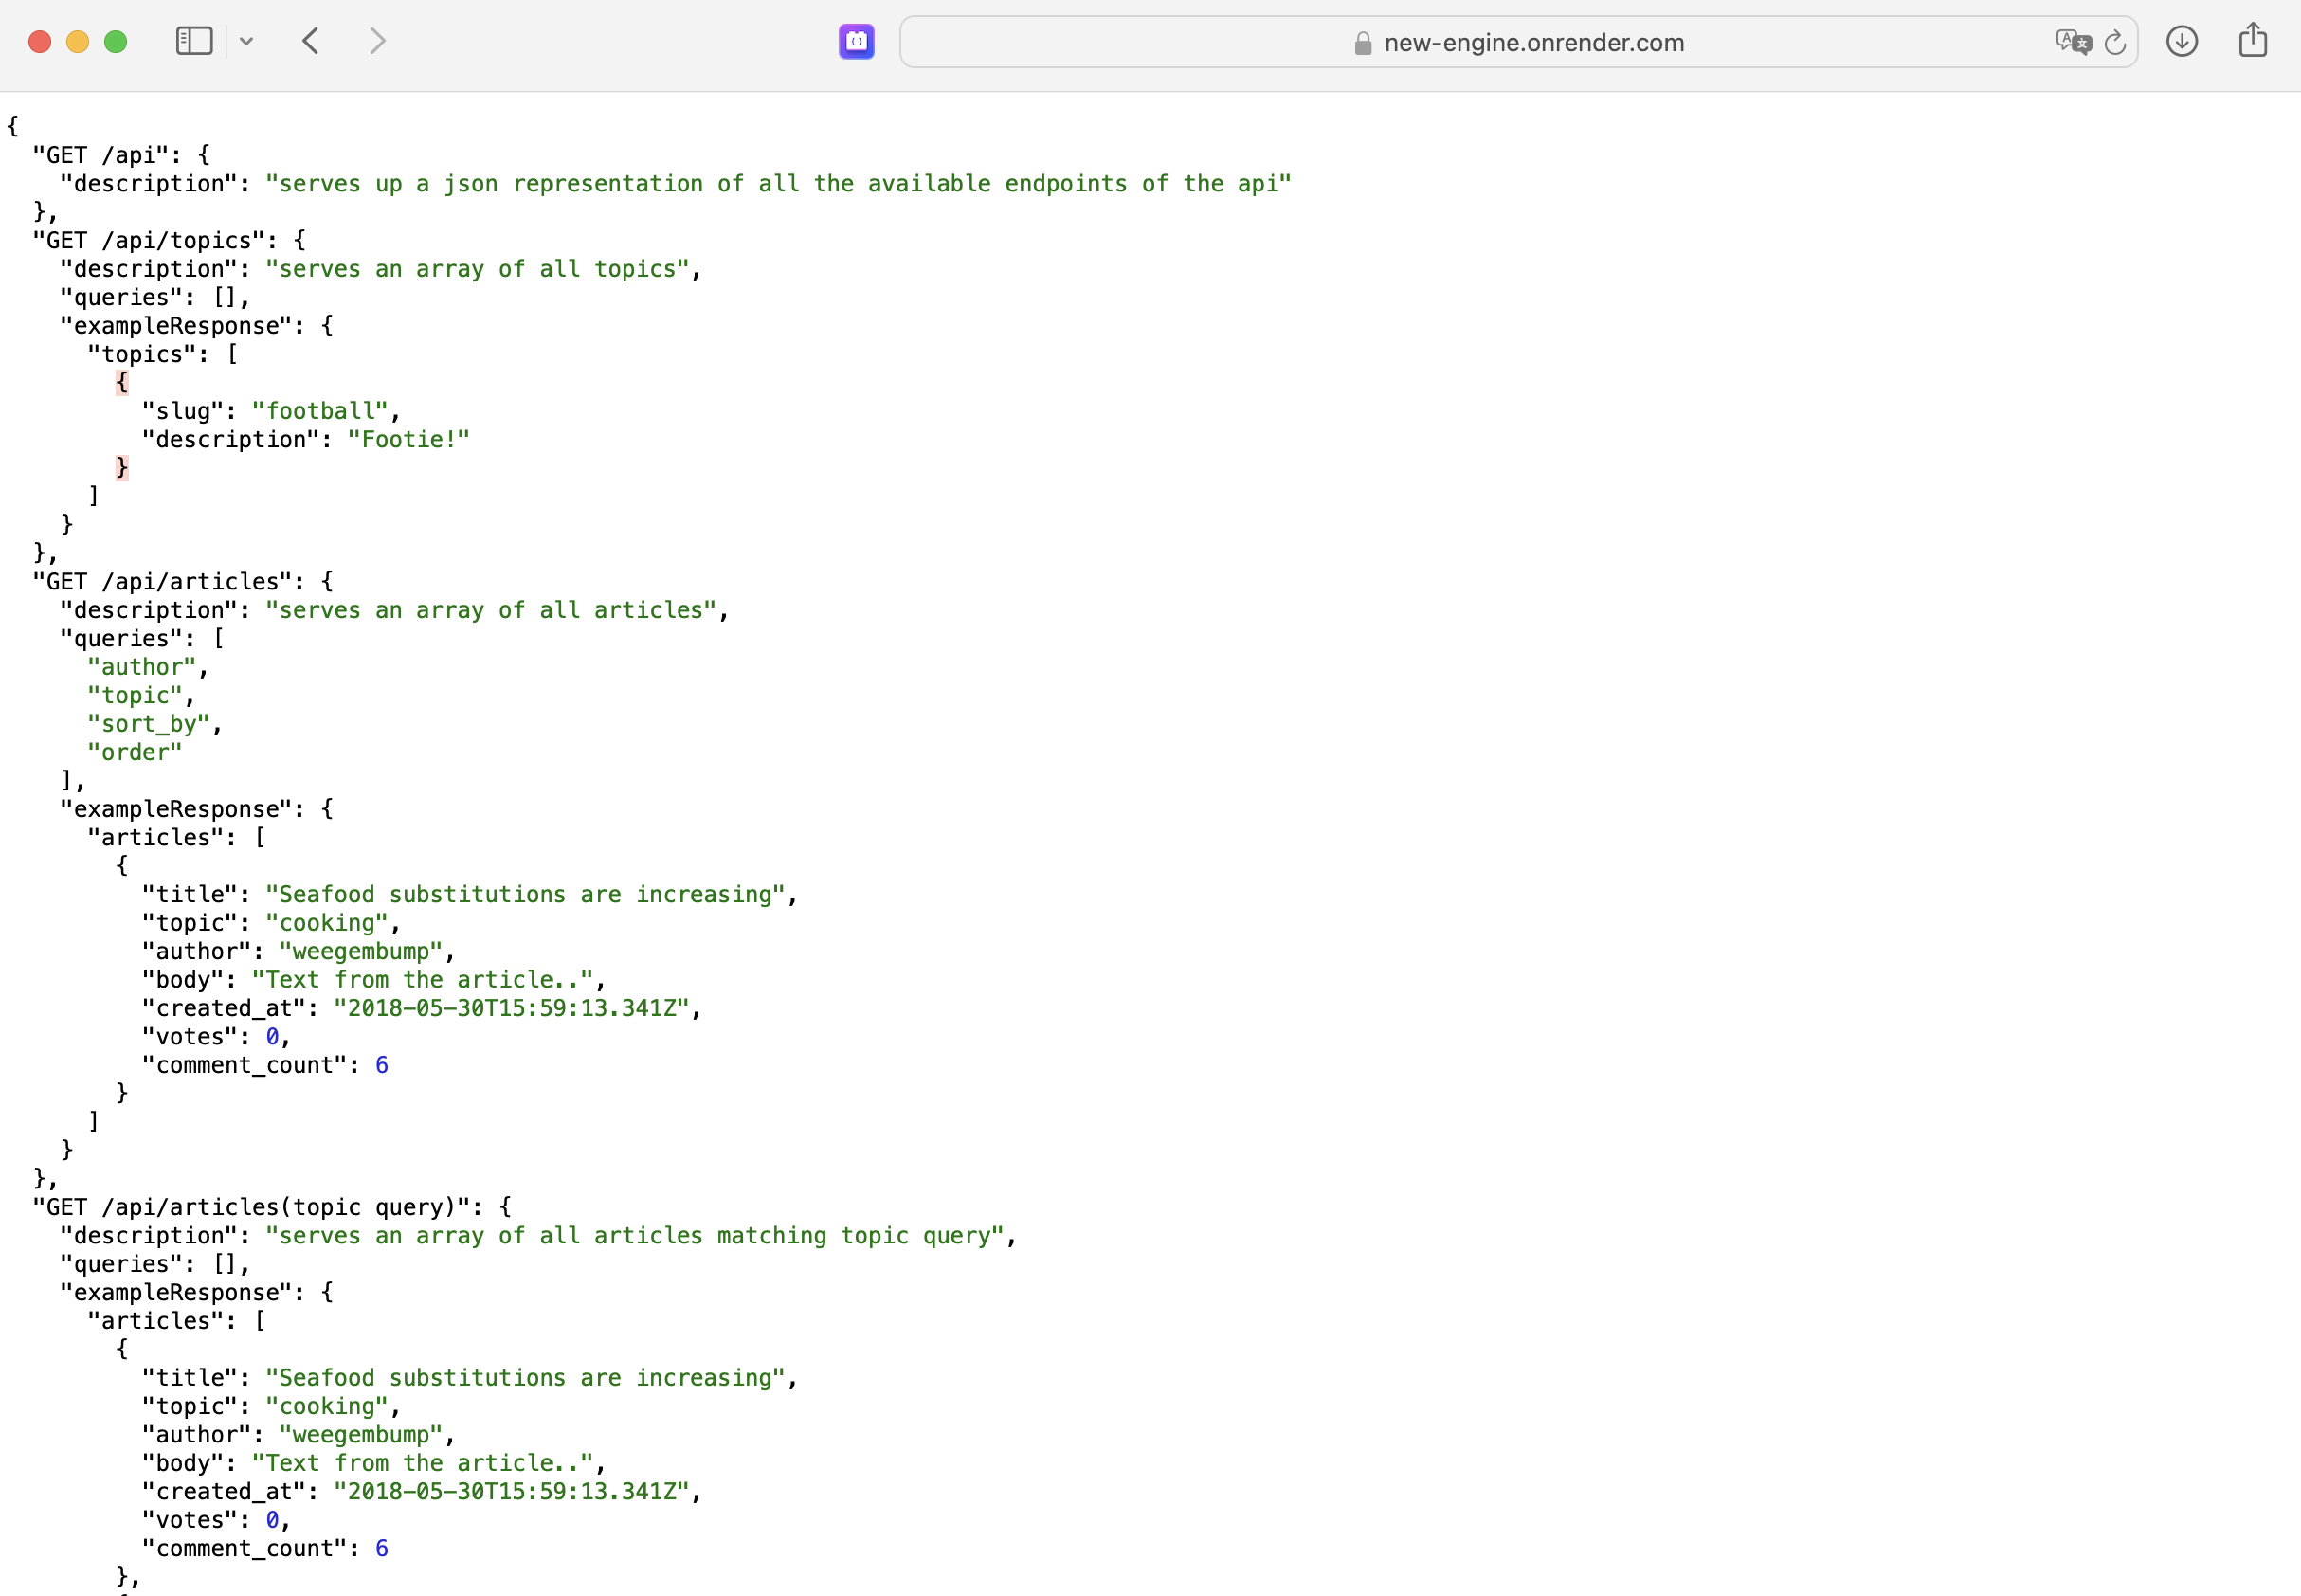 new-engine.onrender.com
{
  "GET /api": {
    "description": "serves up a json representation of all the available endpoints of the api"
  },
  "GET /api/topics": {
    "description": "serves an array of all topics",
    "queries": [],
    "exampleResponse": {
      "topics": [
        {
          "slug": "football",
          "description": "Footie!"
        }
      ]
    }
  },
  "GET /api/articles": {
    "description": "serves an array of all articles",
    "queries": [
      "author",
      "topic",
      "sort_by",
      "order"
    ],
    "exampleResponse": {
      "articles": [
        {
          "title": "Seafood substitutions are increasing",
          "topic": "cooking",
          "author": "weegembump",
          "body": "Text from the article..",
          "created_at": "2018-05-30T15:59:13.341Z",
          "votes": 0,
          "comment_count": 6
        }
      ]
    }
  },
  "GET /api/articles(topic query)": {
    "description": "serves an array of all articles matching topic query",
    "queries": [],
    "exampleResponse": {
      "articles": [
        {
          "title": "Seafood substitutions are increasing",
          "topic": "cooking",
          "author": "weegembump",
          "body": "Text from the article..",
          "created_at": "2018-05-30T15:59:13.341Z",
          "votes": 0,
          "comment_count": 6
        },